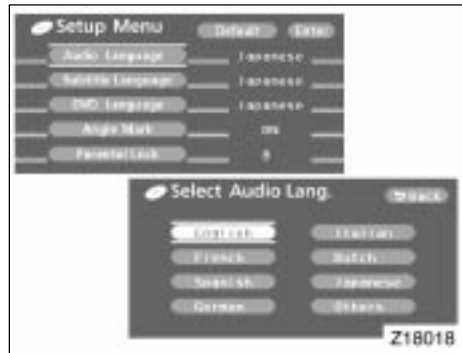 Setup Menu Default Enter
Audio Language Japanese
Subtitle Language Japanese
DVD Language Japanese
Angle Mark ON
Parental Lock 8
Select Audio Lang. Back
English Italian
French Dutch
Spanish Japanese
German Others
Z18018